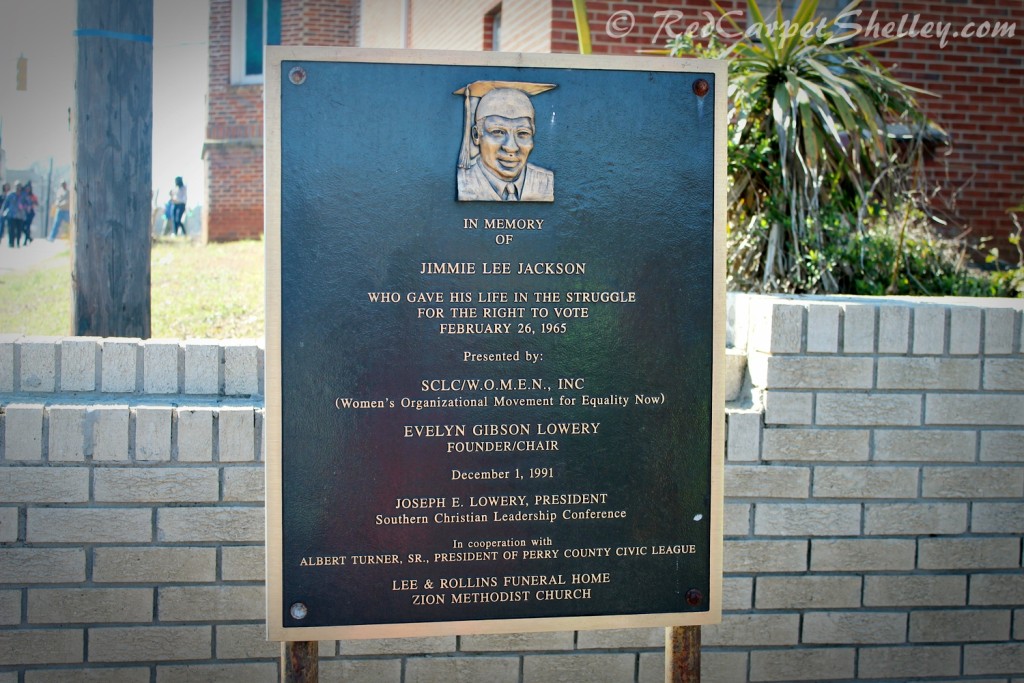 © RedCarpetShelley.com
IN MEMORY
OF
JIMMIE LEE JACKSON
WHO GAVE HIS LIFE IN THE STRUGGLE
FOR THE RIGHT TO VOTE
FEBRUARY 26, 1965
Presented by:
SCLC/W.O.M.E.N., INC
(Women's Organizational Movement for Equality Now)
EVELYN GIBSON LOWERY
FOUNDER/CHAIR
December 1, 1991
JOSEPH E. LOWERY, PRESIDENT
Southern Christian Leadership Conference
In cooperation with
ALBERT TURNER, SR., PRESIDENT OF PERRY COUNTY CIVIC LEAGUE
LEE & ROLLINS FUNERAL HOME
ZION METHODIST CHURCH